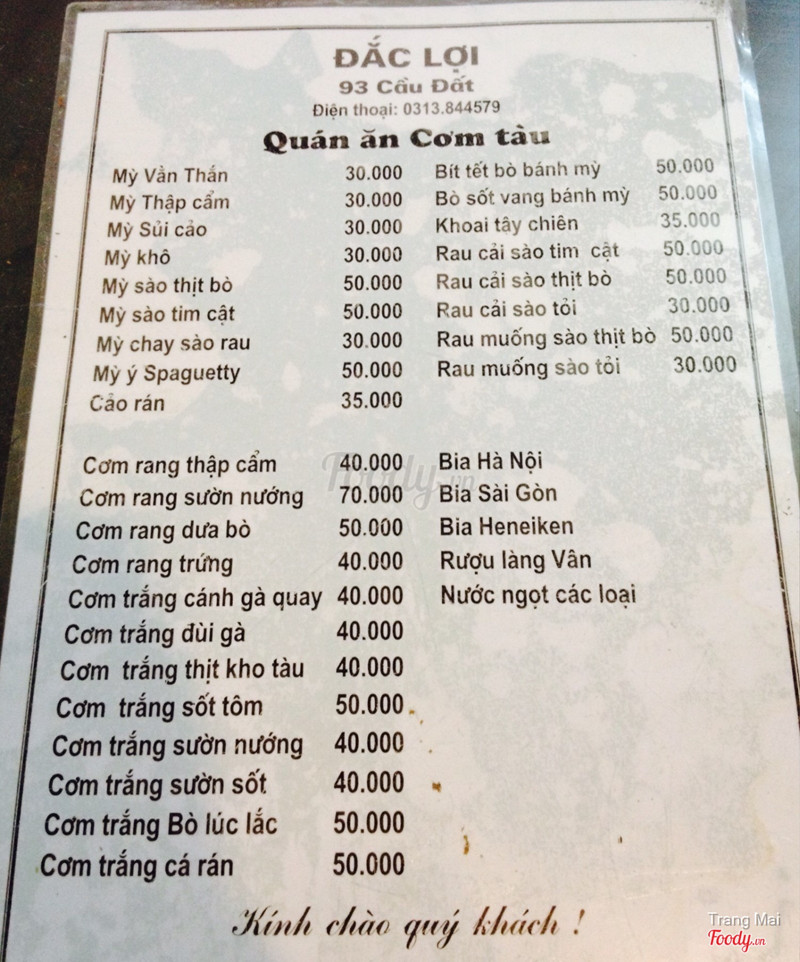 ĐẮC LỢI
93 Cầu Đất
Điện thoại: 0313.844579
Quán ăn Cơm tàu
Mỳ Vằn Thắn 30.000
Mỳ Thập cẩm 30.000
Mỳ Sủi cảo 30.000
Mỳ khô 30.000
Mỳ sào thịt bò 50.000
Mỳ sào tim cật 50.000
Mỳ chay sào rau 30.000
Mỳ ý Spaguetty 50.000
Cảo rán 35.000
Bít tết bò bánh mỳ 50.000
Bò sốt vang bánh mỳ 50.000
Khoai tây chiên 35.000
Rau cải sào tim cật 50.000
Rau cải sào thịt bò 50.000
Rau cải sào tỏi 30.000
Rau muống sào thịt bò 50.000
Rau muống sào tỏi 30.000
Cơm rang thập cẩm 40.000
Cơm rang sườn nướng 70.000
Cơm rang dưa bò 50.000
Cơm rang trứng 40.000
Cơm trắng cánh gà quay 40.000
Cơm trắng đùi gà 40.000
Cơm trắng thịt kho tàu 40.000
Cơm trắng sốt tôm 50.000
Cơm trắng sườn nướng 40.000
Cơm trắng sườn sốt 40.000
Cơm trắng Bò lúc lắc 50.000
Cơm trắng cá rán 50.000
Bia Hà Nội
Bia Sài Gòn
Bia Heneiken
Rượu làng Vân
Nước ngọt các loại
Foody.vn
Kính chào quý khách !
Trang Mai
Foody.vn